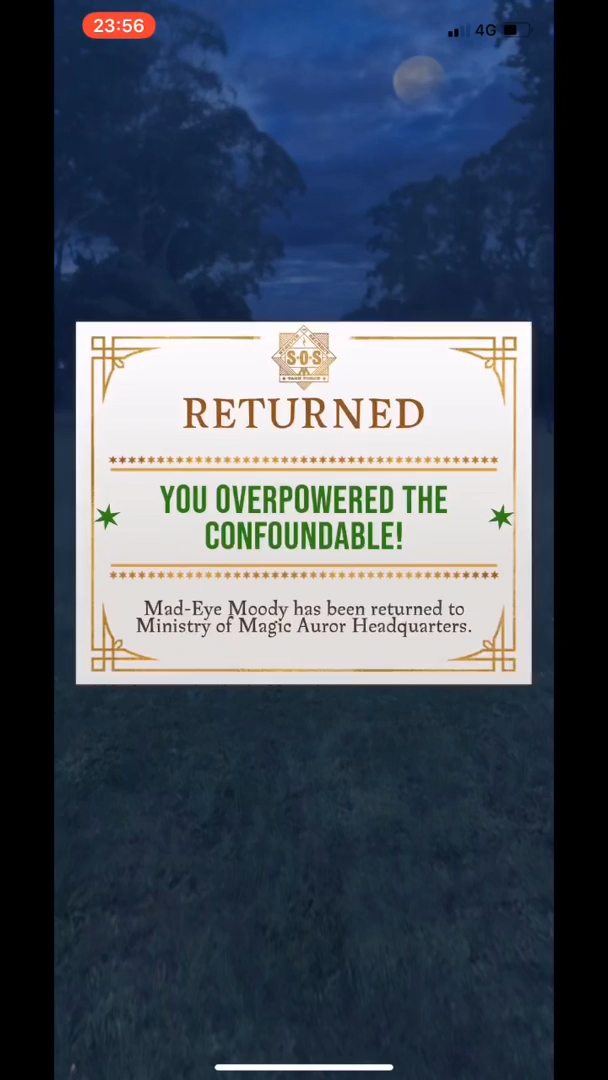 23:56
4G
S·O·S
RETURNED
YOU OVERPOWERED THE
CONFOUNDABLE!
Mad-Eye Moody has been returned to
Ministry of Magic Auror Headquarters.